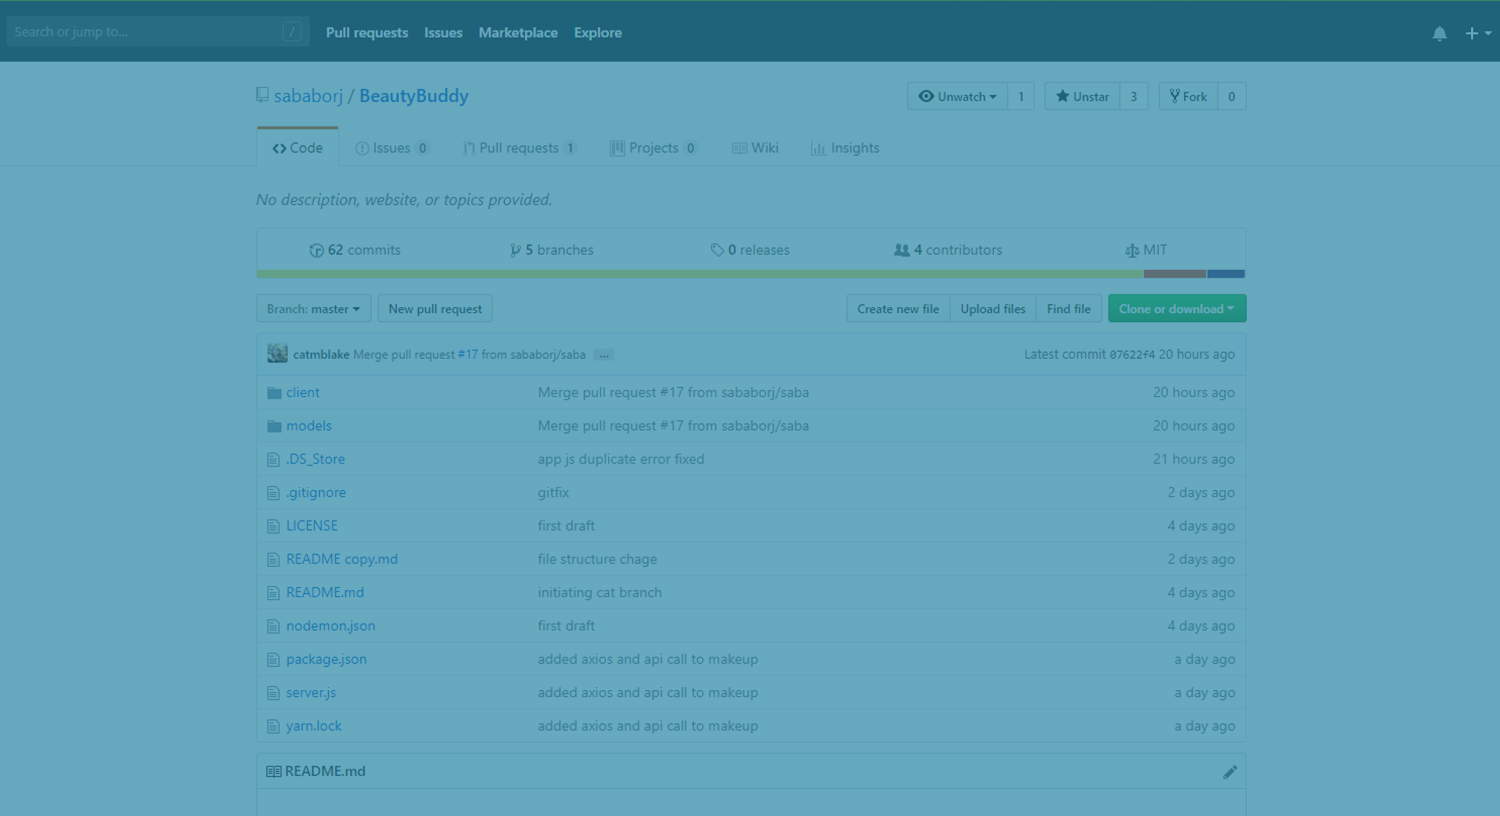 Search or jump to... / Pull requests Issues Marketplace Explore
sababorj / BeautyBuddy Unwatch 1 Unstar 3 Fork 0
Code Issues 0 Pull requests 1 Projects 0 Wiki Insights
No description, website, or topics provided.
62 commits 5 branches 0 releases 4 contributors MIT
Branch: master New pull request Create new file Upload files Find file Clone or download
catmblake Merge pull request #17 from sababorj/saba ... Latest commit 07622f4 20 hours ago
client Merge pull request #17 from sababorj/saba 20 hours ago
models Merge pull request #17 from sababorj/saba 20 hours ago
.DS_Store app js duplicate error fixed 21 hours ago
.gitignore gitfix 2 days ago
LICENSE first draft 4 days ago
README copy.md file structure chage 2 days ago
README.md initiating cat branch 4 days ago
nodemon.json first draft 4 days ago
package.json added axios and api call to makeup a day ago
server.js added axios and api call to makeup a day ago
yarn.lock added axios and api call to makeup a day ago
README.md